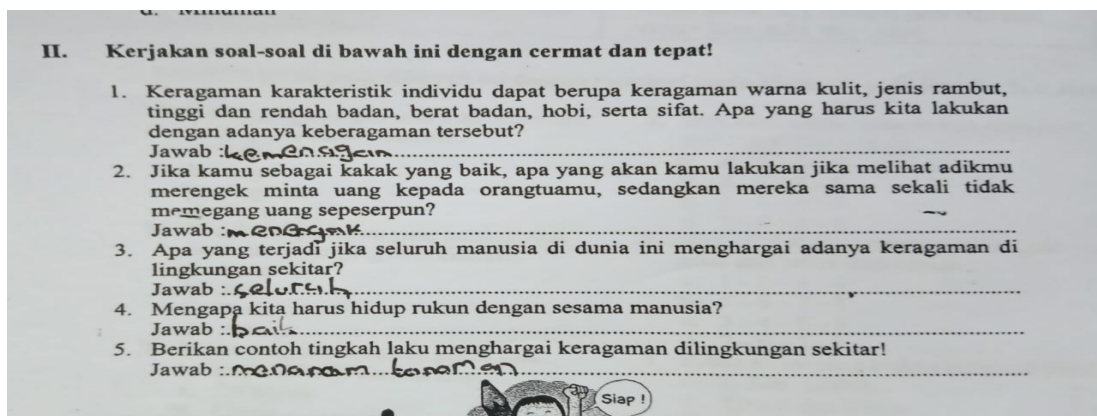 II. Kerjakan soal-soal di bawah ini dengan cermat dan tepat!
1. Keragaman karakteristik individu dapat berupa keragaman warna kulit, jenis rambut,
tinggi dan rendah badan, berat badan, hobi, serta sifat. Apa yang harus kita lakukan
dengan adanya keberagaman tersebut?
Jawab :
2. Jika kamu sebagai kakak yang baik, apa yang akan kamu lakukan jika melihat adikmu
merengek minta uang kepada orangtuamu, sedangkan mereka sama sekali tidak
memegang uang sepeserpun?
Jawab :
3. Apa yang terjadi jika seluruh manusia di dunia ini menghargai adanya keragaman di
lingkungan sekitar?
Jawab : seluruh
4. Mengapa kita harus hidup rukun dengan sesama manusia?
Jawab : baik
5. Berikan contoh tingkah laku menghargai keragaman dilingkungan sekitar!
Jawab : menanam
Siap !